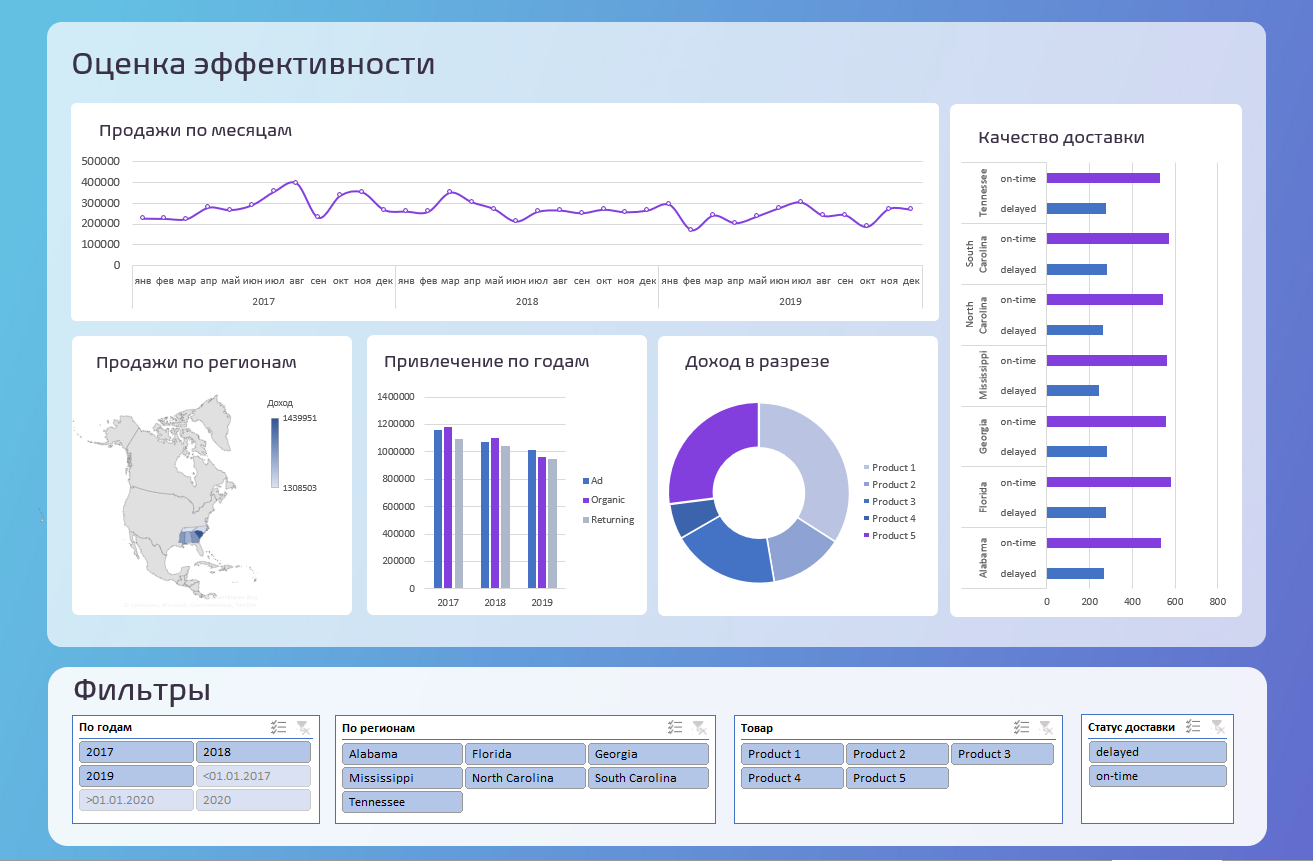 Оценка эффективности
Продажи по месяцам
500000
400000
300000
200000
100000
0
янв фев мар апр май июн июл авг сен окт ноя дек янв фев мар апр май июн июл авг сен окт ноя дек янв фев мар апр май июн июл авг сен окт ноя дек
2017 2018 2019
Качество доставки
Tennessee
on-time
delayed
South
Carolina
on-time
delayed
North
Carolina
on-time
delayed
Mississippi
on-time
delayed
Georgia
on-time
delayed
Florida
on-time
delayed
Alabama
on-time
delayed
0 200 400 600 800
Продажи по регионам
Доход
1439951
1308503
Привлечение по годам
1400000
1200000
1000000
800000
600000
400000
200000
0
2017 2018 2019
Ad
Organic
Returning
Доход в разрезе
Product 1
Product 2
Product 3
Product 4
Product 5
Фильтры
По годам
2017 2018
2019 <01.01.2017
>01.01.2020 2020
По регионам
Alabama Florida Georgia
Mississippi North Carolina South Carolina
Tennessee
Товар
Product 1 Product 2 Product 3
Product 4 Product 5
Статус доставки
delayed
on-time